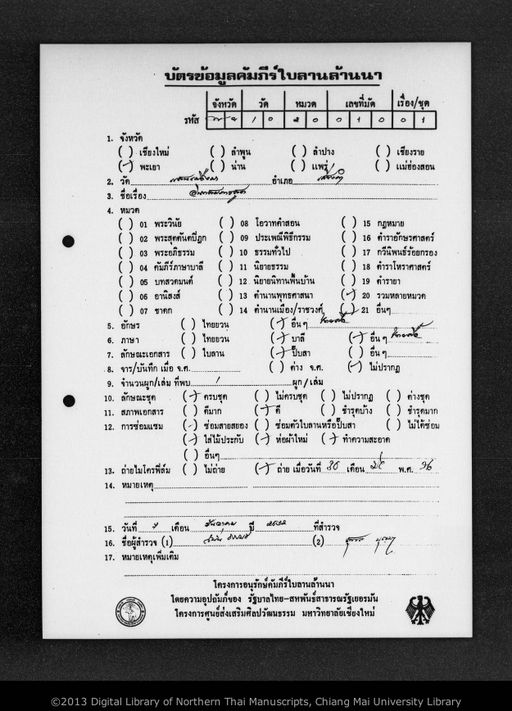 บัตรข้อมูลคัมภีร์ใบลานล้านนา
จังหวัด วัด หมวด เลขที่มัด เรื่อง/ชุด
รหัส 1 0 2 0 0 1 0 0 1
1. จังหวัด
( ) เชียงใหม่ ( ) ลำพูน ( ) ลำปาง ( ) เชียงราย
(✓) พะเยา ( ) น่าน ( ) แพร่ ( ) แม่ฮ่องสอน
2. วัด อำเภอ
3. ชื่อเรื่อง
4. หมวด
( ) 01 พระวินัย ( ) 08 โอวาทคำสอน ( ) 15 กฎหมาย
( ) 02 พระสุตตันตปิฎก ( ) 09 ประเพณีพิธีกรรม ( ) 16 ตำราอักษรศาสตร์
( ) 03 พระอภิธรรม ( ) 10 ธรรมทั่วไป ( ) 17 กวีนิพนธ์ร้อยกรอง
( ) 04 คัมภีร์ภาษาบาลี ( ) 11 นิยายธรรม ( ) 18 ตำราโหราศาสตร์
( ) 05 บทสวดมนต์ ( ) 12 นิยายนิทานพื้นบ้าน ( ) 19 ตำรายา
( ) 06 อานิสงส์ ( ) 13 ตำนานพุทธศาสนา (✓) 20 รวมหลายหมวด
( ) 07 ชาดก ( ) 14 ตำนานเมือง/ราชวงศ์ ( ) 21 อื่นๆ
5. อักษร ( ) ไทยยวน (✓) อื่นๆ
6. ภาษา ( ) ไทยยวน (✓) บาลี (✓) อื่นๆ
7. ลักษณะเอกสาร ( ) ใบลาน (✓) ปั๊บสา ( ) อื่นๆ
8. จาร/บันทึก เมื่อ จ.ศ. ( ) ต่าง จ.ศ. (✓) ไม่ปรากฏ
9. จำนวนผูก/เล่ม ที่พบ 1 ผูก/เล่ม
10. ลักษณะชุด (✓) ครบชุด ( ) ไม่ครบชุด ( ) ไม่ปรากฏ ( ) ต่างชุด
11. สภาพเอกสาร ( ) ดีมาก (✓) ดี ( ) ชำรุดบ้าง ( ) ชำรุดมาก
12. การซ่อมแซม (✓) ซ่อมสายสยอง ( ) ซ่อมตัวใบลานหรือปั๊บสา ( ) ไม่ได้ซ่อม
(✓) ใส่ไม้ประกับ (✓) ห่อผ้าใหม่ (✓) ทำความสะอาด
( ) อื่นๆ
13. ถ่ายไมโครฟิล์ม ( ) ไม่ถ่าย (✓) ถ่าย เมื่อวันที่ 30 เดือน พ.ศ. 36
14. หมายเหตุ
15. วันที่ เดือน ธันวาคม ปี 2532 ที่สำรวจ
16. ชื่อผู้สำรวจ (1) (2)
17. หมายเหตุเพิ่มเติม
โครงการอนุรักษ์คัมภีร์ใบลานล้านนา
โดยความอุปถัมภ์ของ รัฐบาลไทย-สหพันธ์สาธารณรัฐเยอรมัน
โครงการศูนย์ส่งเสริมศิลปวัฒนธรรม มหาวิทยาลัยเชียงใหม่
©2013 Digital Library of Northern Thai Manuscripts, Chiang Mai University Library